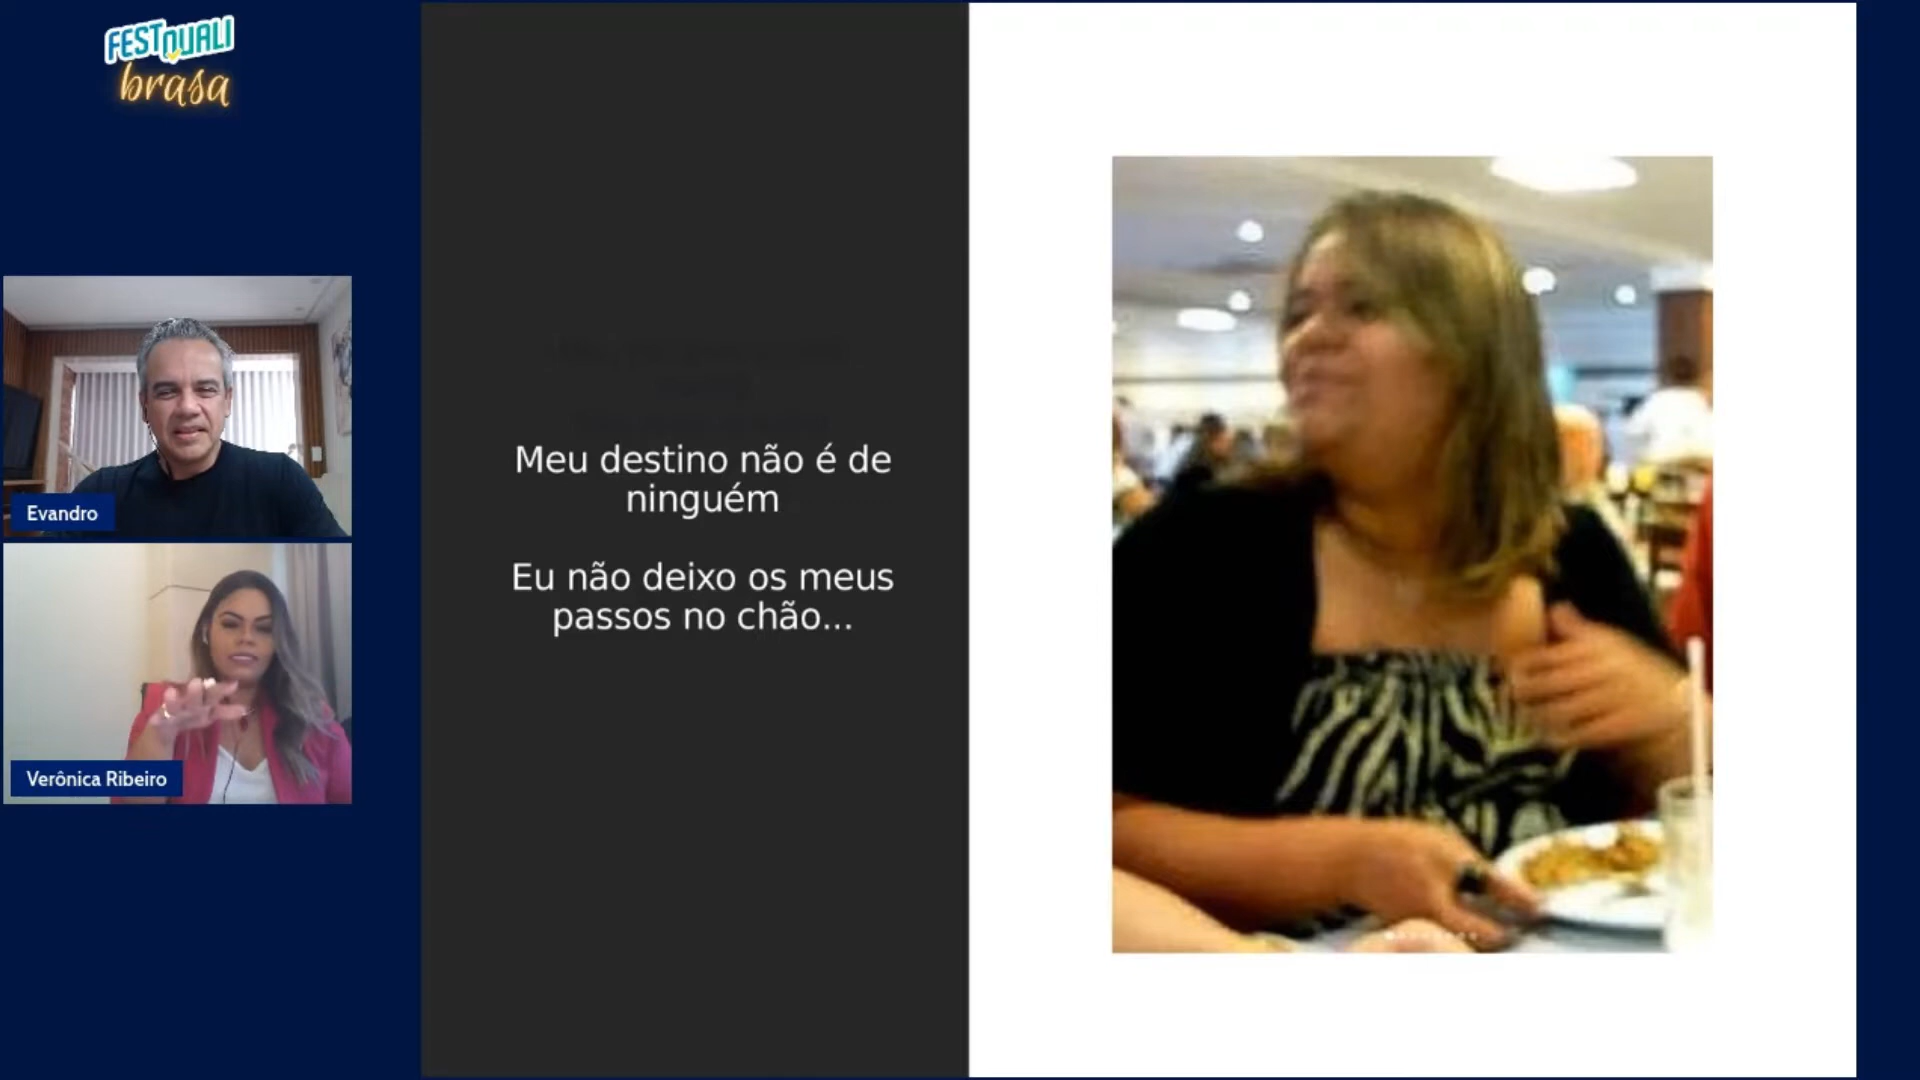 FESTQUALI
brasa
Evandro
Verônica Ribeiro
Meu destino não é de
ninguém
Eu não deixo os meus
passos no chão...